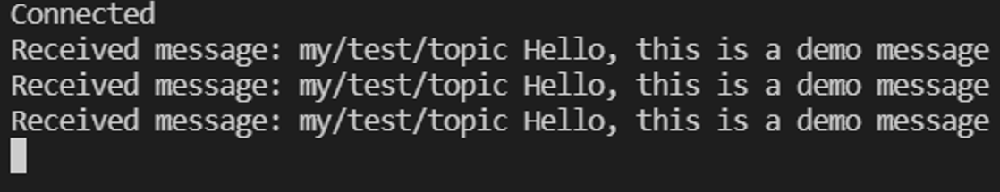 Connected
Received message: my/test/topic Hello, this is a demo message
Received message: my/test/topic Hello, this is a demo message
Received message: my/test/topic Hello, this is a demo message